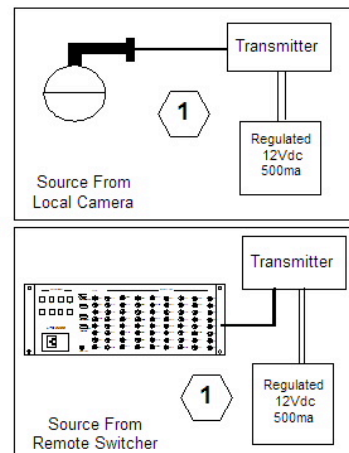 Transmitter
1
Regulated
12Vdc
500ma
Source From
Local Camera
Transmitter
1
Regulated
12Vdc
500ma
Source From
Remote Switcher